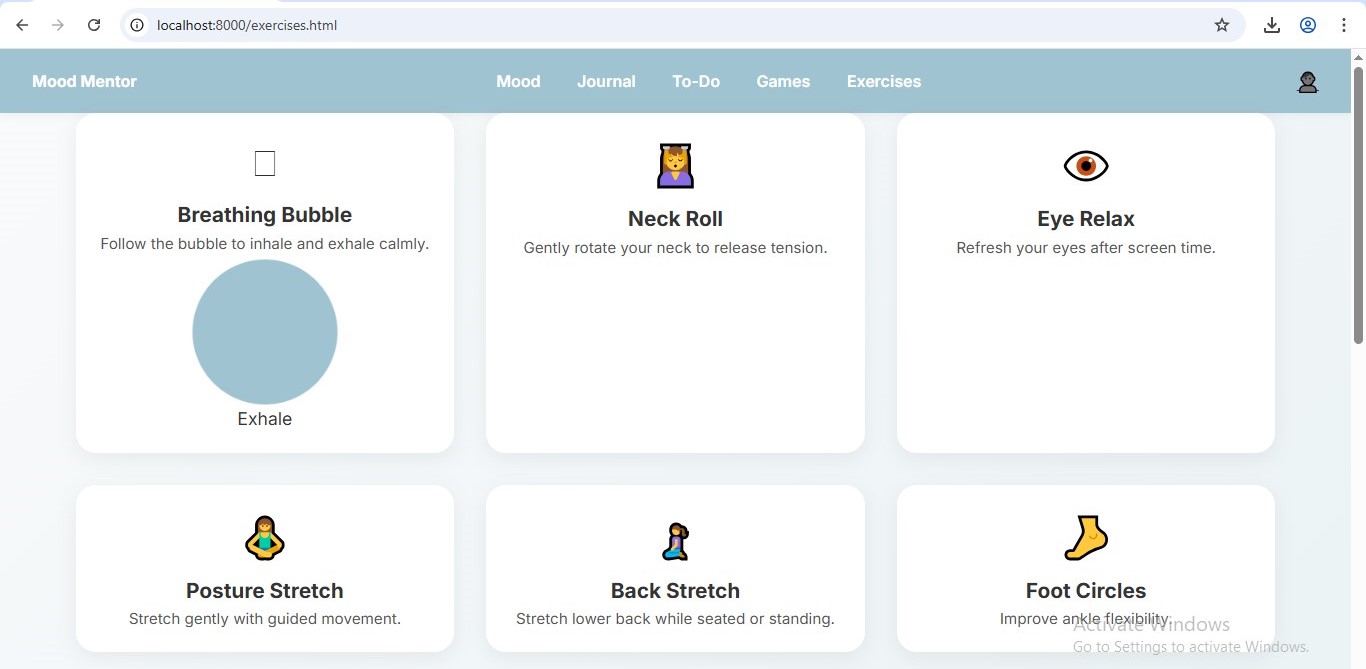 localhost:8000/exercises.html
Mood Mentor Mood Journal To-Do Games Exercises
Breathing Bubble
Follow the bubble to inhale and exhale calmly.
Exhale
Neck Roll
Gently rotate your neck to release tension.
Eye Relax
Refresh your eyes after screen time.
Posture Stretch
Stretch gently with guided movement.
Back Stretch
Stretch lower back while seated or standing.
Foot Circles
Improve ankle flexibility.
Activate Windows
Go to Settings to activate Windows.